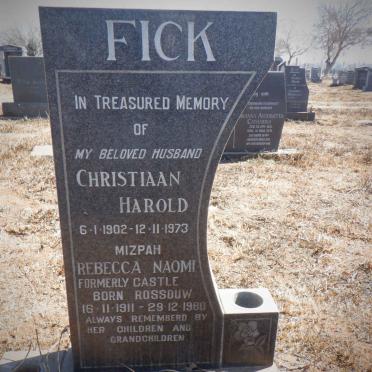 FICK
IN TREASURED MEMORY
OF
MY BELOVED HUSBAND
CHRISTIAAN
HAROLD
6-1-1902-12-11-1973
MIZPAH
REBECCA NAOMI
FORMERLY CASTLE
BORN ROSSOUW
16-11-1911 - 29-12-1980
ALWAYS REMEMBERD BY
HER CHILDREN AND
GRANDCHILDREN